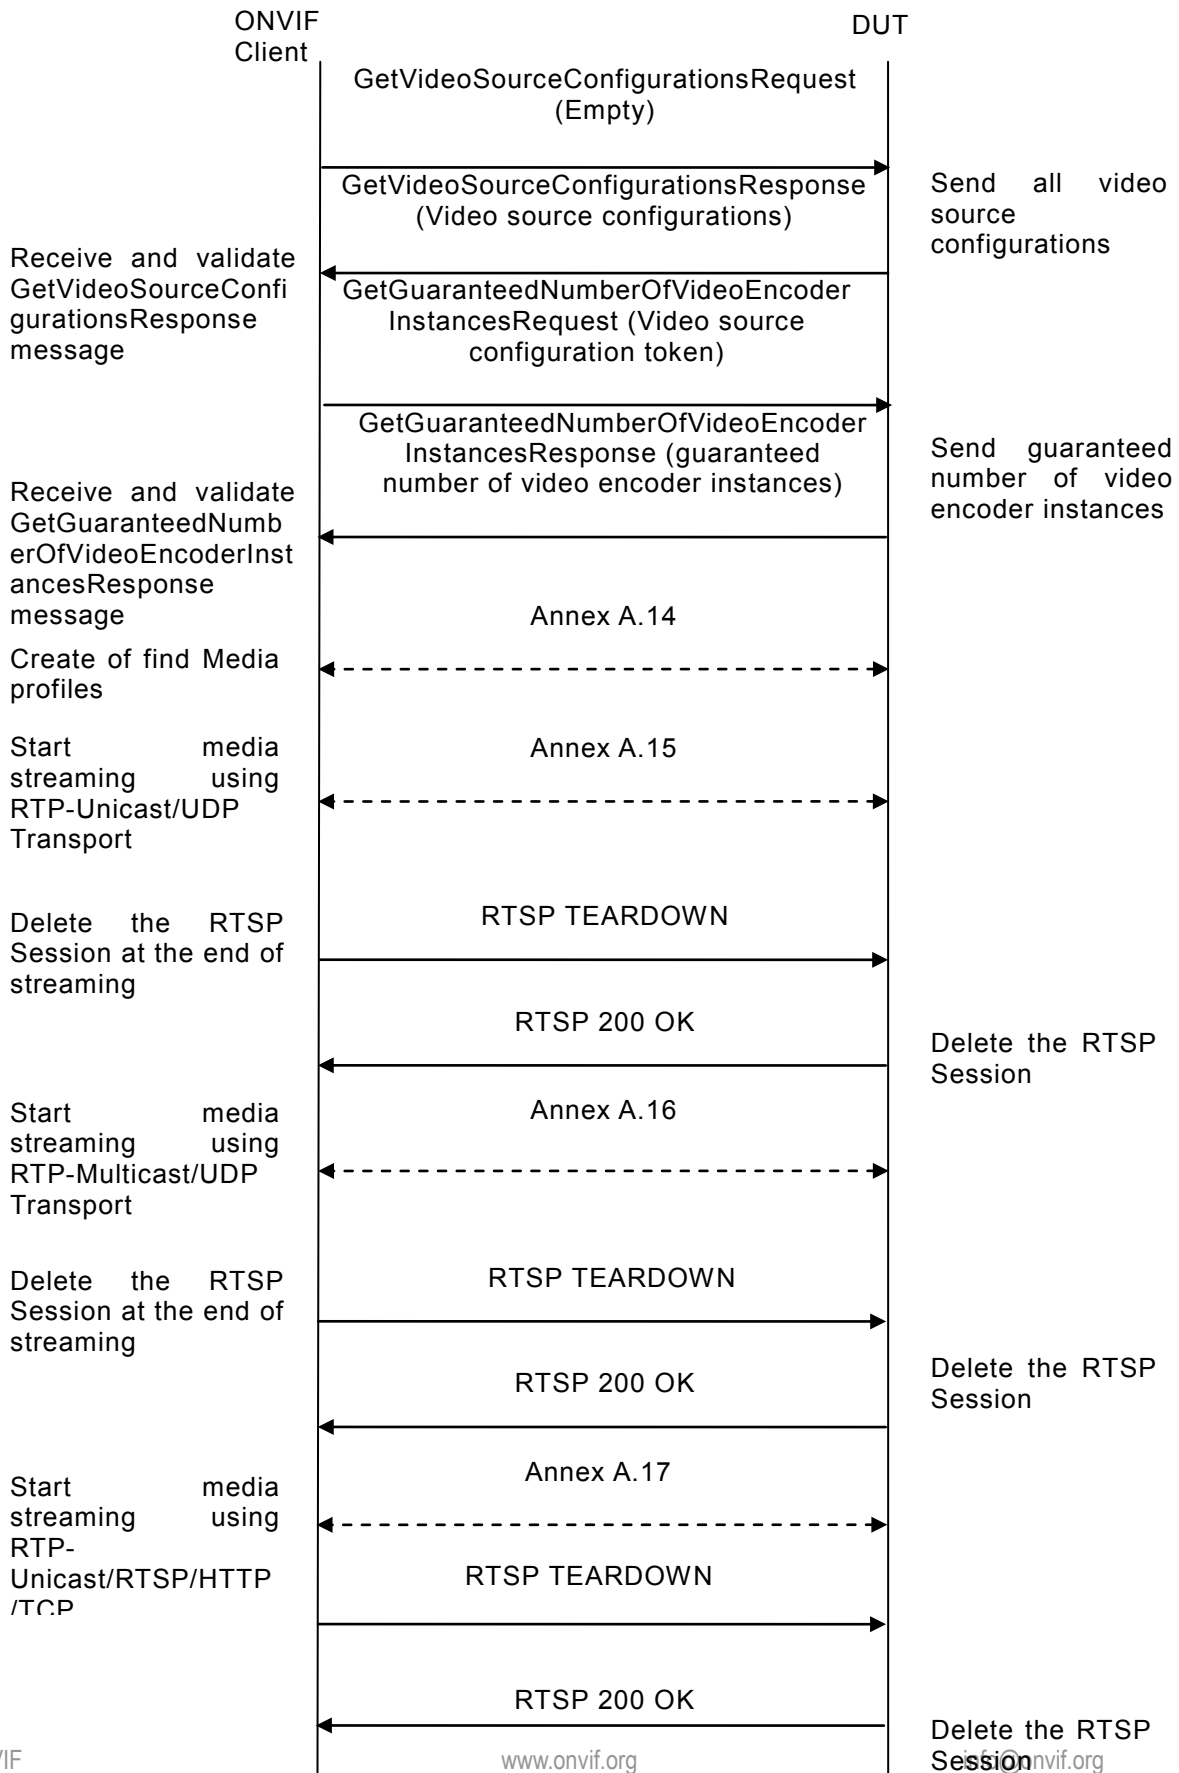 ONVIF
Client
DUT
GetVideoSourceConfigurationsRequest
(Empty)
GetVideoSourceConfigurationsResponse
(Video source configurations)
Send all video
source
configurations
Receive and validate
GetVideoSourceConfi
gurationsResponse
message
GetGuaranteedNumberOfVideoEncoder
InstancesRequest (Video source
configuration token)
GetGuaranteedNumberOfVideoEncoder
InstancesResponse (guaranteed
number of video encoder instances)
Send guaranteed
number of video
encoder instances
Receive and validate
GetGuaranteedNumb
erOfVideoEncoderInst
ancesResponse
message
Annex A.14
Create of find Media
profiles
Start media
streaming using
RTP-Unicast/UDP
Transport
Annex A.15
Delete the RTSP
Session at the end of
streaming
RTSP TEARDOWN
RTSP 200 OK
Delete the RTSP
Session
Start media
streaming using
RTP-Multicast/UDP
Transport
Annex A.16
Delete the RTSP
Session at the end of
streaming
RTSP TEARDOWN
RTSP 200 OK
Delete the RTSP
Session
Annex A.17
Start media
streaming using
RTP-
Unicast/RTSP/HTTP
/TCP
RTSP TEARDOWN
RTSP 200 OK
Delete the RTSP
Session
VIF
www.onvif.org
info@onvif.org